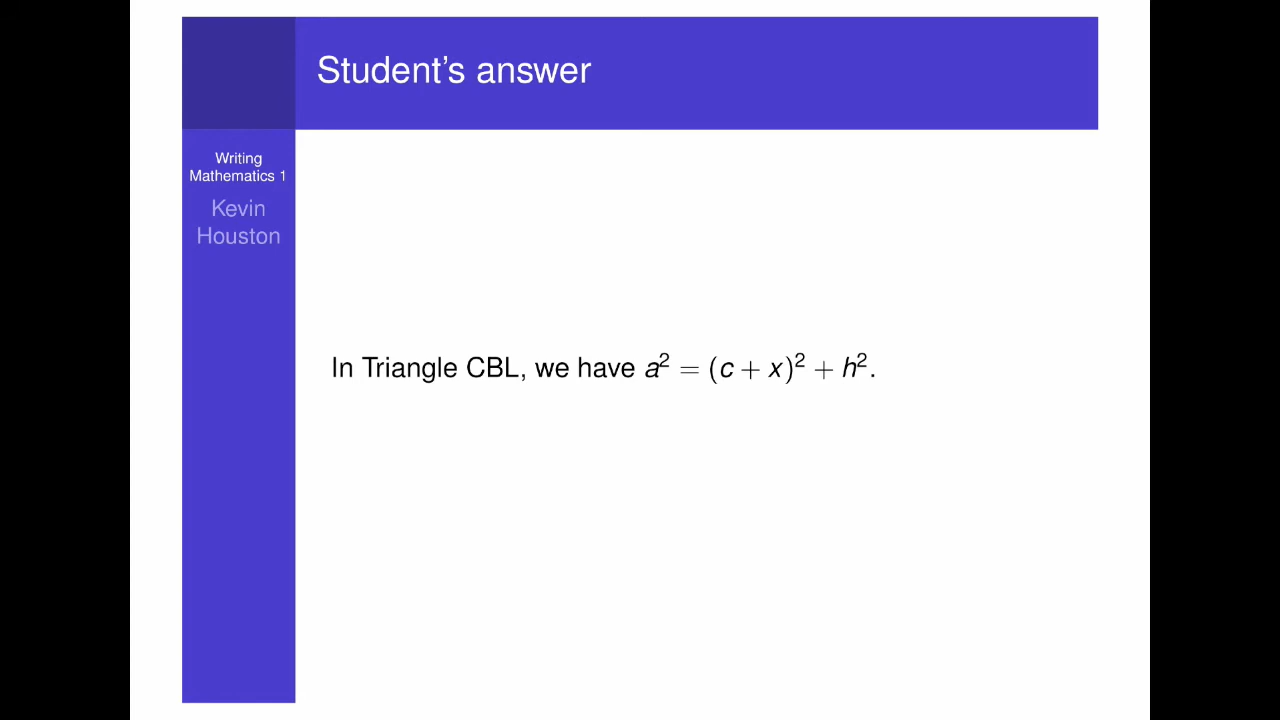 Student's answer
Writing
Mathematics 1
Kevin
Houston
In Triangle CBL, we have a² = (c + x)² + h².